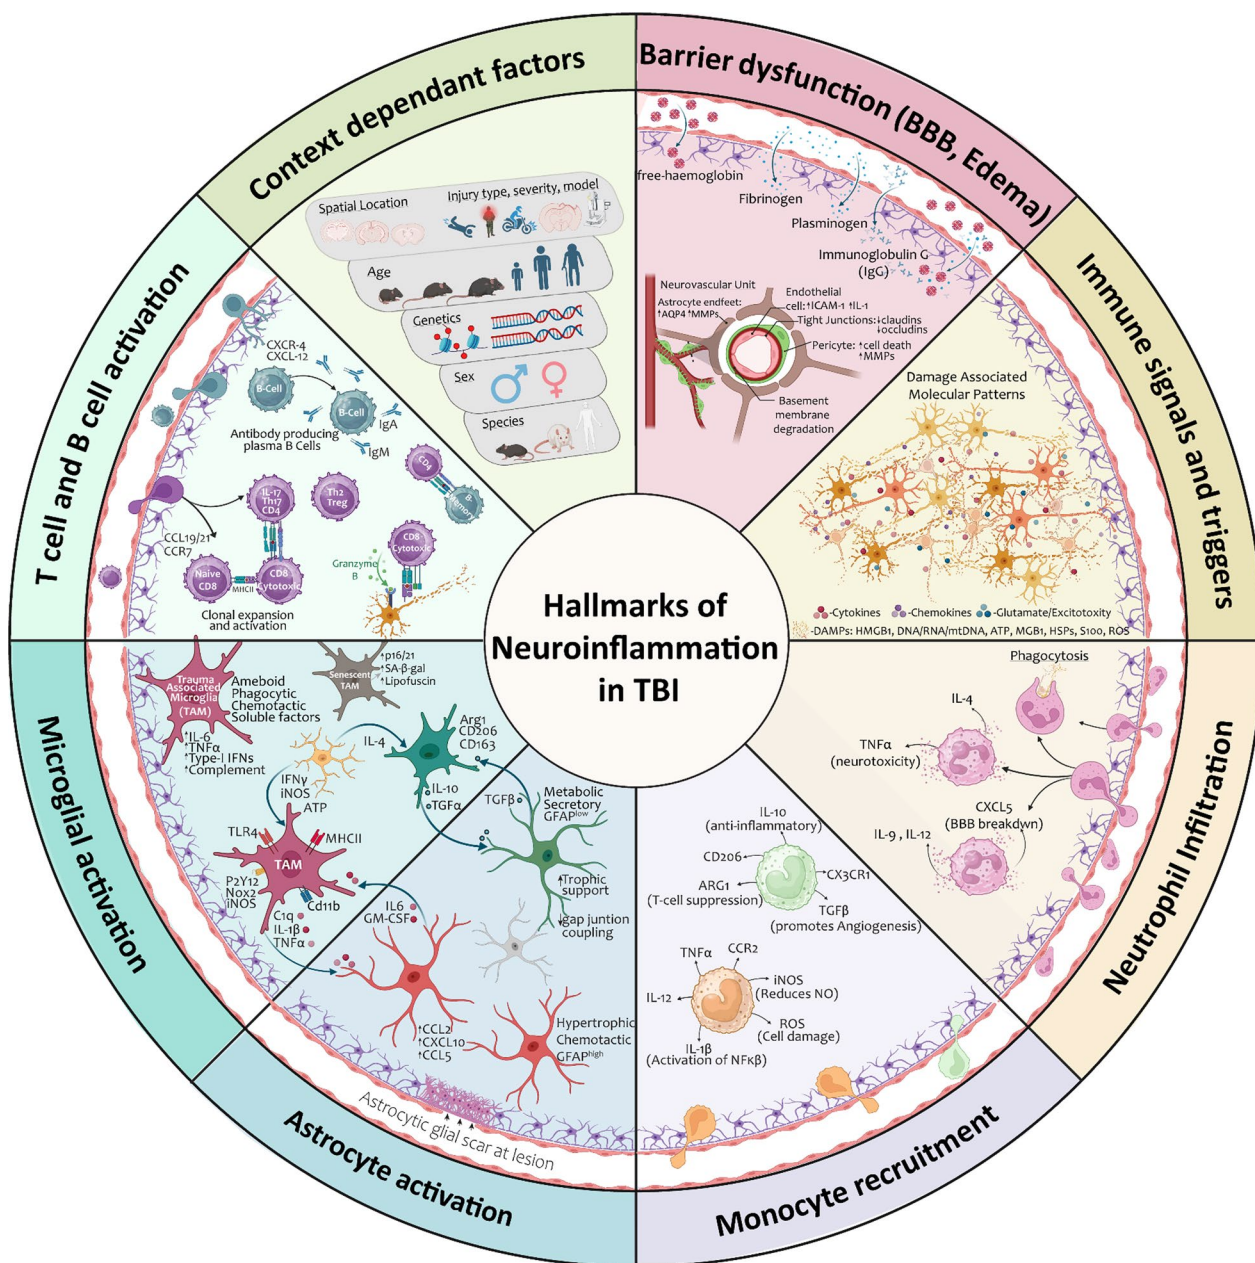 Hallmarks of
Neuroinflammation
in TBI
Barrier dysfunction (BBB, Edema)
free-haemoglobin
Fibrinogen
Plasminogen
Immunoglobulin G
(IgG)
Neurovascular Unit
Astrocyte endfeet:
↑AQP4 ↑MMPs
Endothelial
cell:↑ICAM-1 ↑IL-1
Tight Junctions:↓claudins
↓occludins
Pericyte: ↑cell death
↑MMPs
Basement
membrane
degradation
Immune signals and triggers
Damage Associated
Molecular Patterns
-Cytokines
-Chemokines
-Glutamate/Excitotoxity
-DAMPs: HMGB1, DNA/RNA/mtDNA, ATP, MGB1, HSPs, S100, ROS
Neutrophil Infiltration
Phagocytosis
IL-4
TNFα
(neurotoxicity)
CXCL5
(BBB breakdwn)
IL-9 , IL-12
Monocyte recruitment
IL-10
(anti-inflammatory)
CD206
CX3CR1
ARG1
(T-cell suppression)
TGFβ
(promotes Angiogenesis)
TNFα
CCR2
iNOS
(Reduces NO)
IL-12
ROS
(Cell damage)
IL-1β
(Activation of NFκβ)
Astrocyte activation
TGFβ
Metabolic
Secretory
GFAPlow
↑Trophic
support
↓gap juntion
coupling
IL6
GM-CSF
↑CCL2
↑CXCL10
↑CCL5
Hypertrophic
Chemotactic
GFAPhigh
Astrocytic glial scar at lesion
Microglial activation
Trauma
Associated
Microglia
(TAM)
Ameboid
Phagocytic
Chemotactic
Soluble factors
↑IL-6
↑TNFα
↑Type-I IFNs
↑Complement
Senescent
TAM
↑p16/21
↑SA-β-gal
↑Lipofuscin
IL-4
Arg1
CD206
CD163
IL-10
TGFα
IFNγ
iNOS
ATP
TLR4
MHCII
TAM
P2Y12
Nox2
iNOS
Cd11b
C1q
IL-1β
TNFα
T cell and B cell activation
CXCR-4
CXCL-12
B-Cell
B-Cell
IgA
IgM
Antibody producing
plasma B Cells
CD4
B-
Memory
IL-17
Th17
CD4
Th2
Treg
CCL19/21
CCR7
Naive
CD8
MHCII
CD8
Cytotoxic
CD8
Cytotoxic
Granzyme
B
Clonal expansion
and activation
Context dependant factors
Spatial Location
Injury type, severity, model
Age
Genetics
Sex
Species